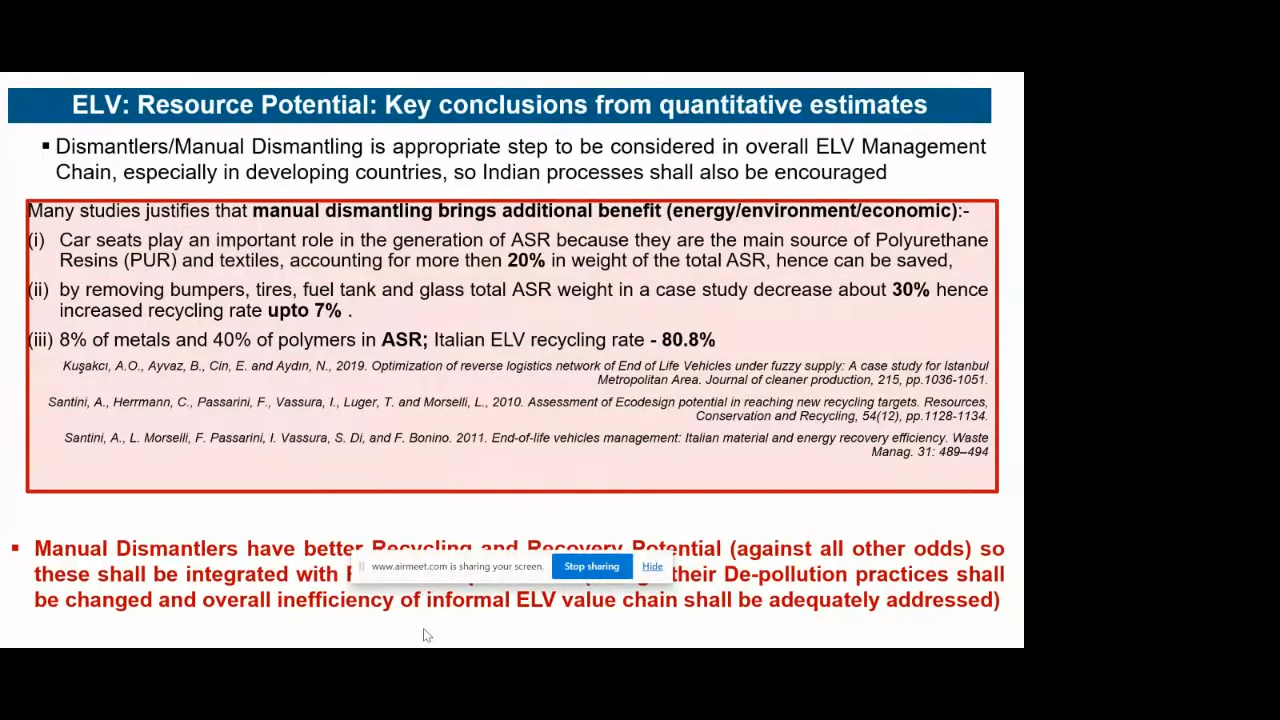 ELV: Resource Potential: Key conclusions from quantitative estimates
▪ Dismantlers/Manual Dismantling is appropriate step to be considered in overall ELV Management
Chain, especially in developing countries, so Indian processes shall also be encouraged
Many studies justifies that manual dismantling brings additional benefit (energy/environment/economic):-
(i) Car seats play an important role in the generation of ASR because they are the main source of Polyurethane
Resins (PUR) and textiles, accounting for more then 20% in weight of the total ASR, hence can be saved,
(ii) by removing bumpers, tires, fuel tank and glass total ASR weight in a case study decrease about 30% hence
increased recycling rate upto 7% .
(iii) 8% of metals and 40% of polymers in ASR; Italian ELV recycling rate - 80.8%
Kuşakcı, A.O., Ayvaz, B., Cin, E. and Aydın, N., 2019. Optimization of reverse logistics network of End of Life Vehicles under fuzzy supply: A case study for Istanbul
Metropolitan Area. Journal of cleaner production, 215, pp.1036-1051.
Santini, A., Herrmann, C., Passarini, F., Vassura, I., Luger, T. and Morselli, L., 2010. Assessment of Ecodesign potential in reaching new recycling targets. Resources,
Conservation and Recycling, 54(12), pp.1128-1134.
Santini, A., L. Morselli, F. Passarini, I. Vassura, S. Di, and F. Bonino. 2011. End-of-life vehicles management: Italian material and energy recovery efficiency. Waste
Manag. 31: 489–494
▪ Manual Dismantlers have better Recycling and Recovery Potential (against all other odds) so
these shall be integrated with their De-pollution practices shall
www.airmeet.com is sharing your screen. Stop sharing Hide
be changed and overall inefficiency of informal ELV value chain shall be adequately addressed)